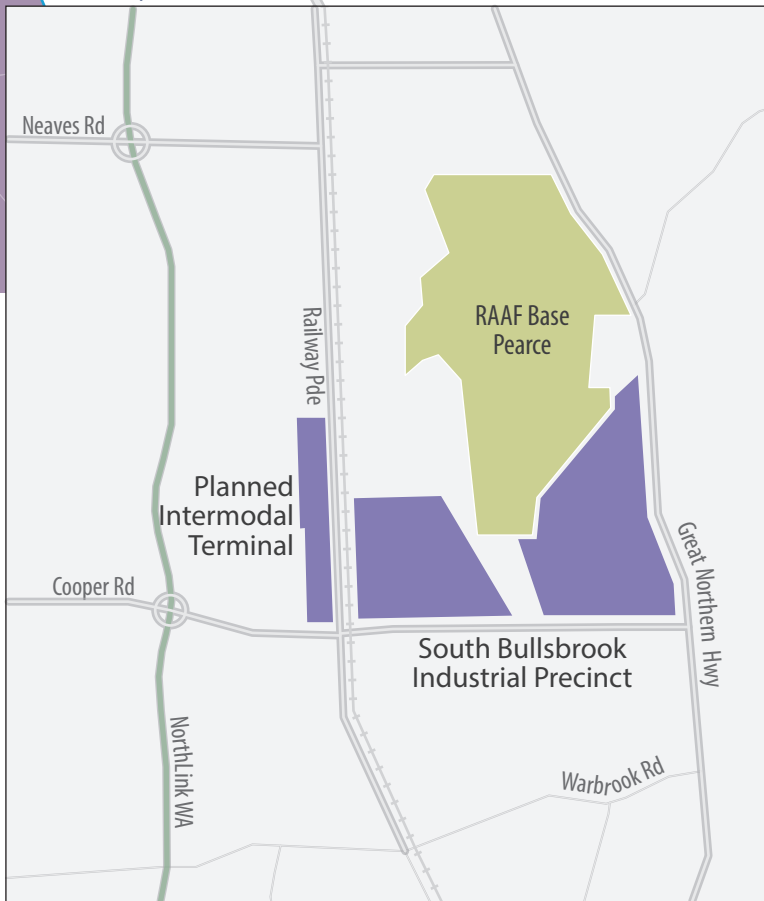 Neaves Rd
RAAF Base
Pearce
Railway Pde
Planned
Intermodal
Terminal
Great Northern Hwy
Cooper Rd
South Bullsbrook
Industrial Precinct
NorthLink WA
Warbrook Rd